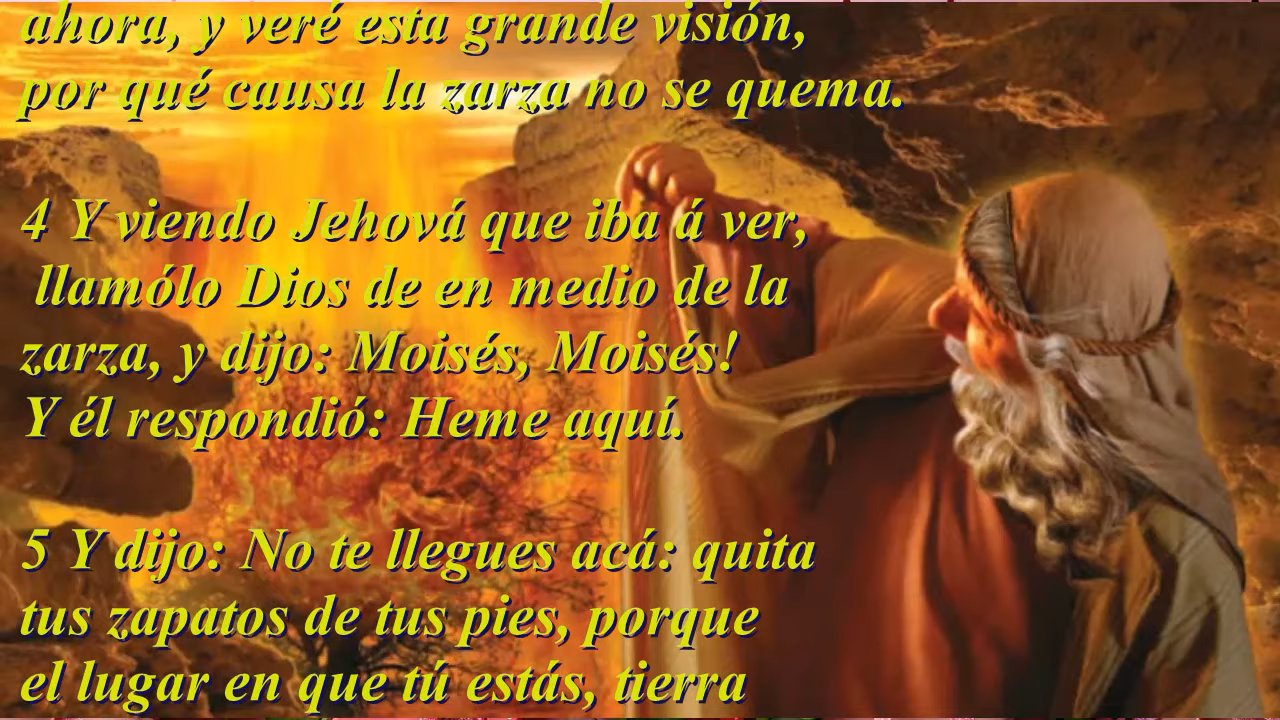 ahora, y veré esta grande visión,
por qué causa la zarza no se quema.
4 Y viendo Jehová que iba á ver,
llamólo Dios de en medio de la
zarza, y dijo: Moisés, Moisés!
Y él respondió: Heme aquí.
5 Y dijo: No te llegues acá: quita
tus zapatos de tus pies, porque
el lugar en que tú estás, tierra